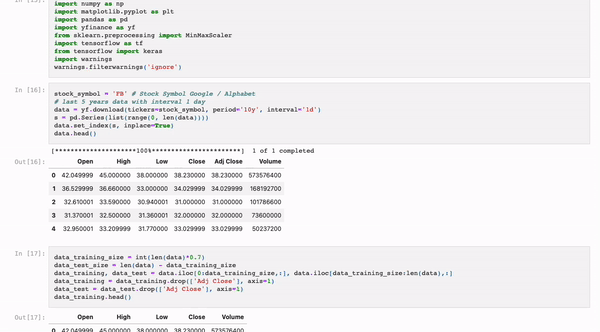 In [15]:
import numpy as np
import matplotlib.pyplot as plt
import pandas as pd
import yfinance as yf
from sklearn.preprocessing import MinMaxScaler
import tensorflow as tf
from tensorflow import keras
import warnings
warnings.filterwarnings('ignore')
In [16]:
stock_symbol = 'FB' # Stock Symbol Google / Alphabet
# last 5 years data with interval 1 day
data = yf.download(tickers=stock_symbol, period='10y', interval='1d')
s = pd.Series(list(range(0, len(data))))
data.set_index(s, inplace=True)
data.head()
[*********************100%***********************] 1 of 1 completed
Out[16]:
Open High Low Close Adj Close Volume
0 42.049999 45.000000 38.000000 38.230000 38.230000 573576400
1 36.529999 36.660000 33.000000 34.029999 34.029999 168192700
2 32.610001 33.590000 30.940001 31.000000 31.000000 101786600
3 31.370001 32.500000 31.360001 32.000000 32.000000 73600000
4 32.950001 33.209999 31.770000 33.029999 33.029999 50237200
In [17]:
data_training_size = int(len(data)*0.7)
data_test_size = len(data) - data_training_size
data_training, data_test = data.iloc[0:data_training_size,:], data.iloc[data_training_size:len(data),:]
data_training = data_training.drop(['Adj Close'], axis=1)
data_test = data_test.drop(['Adj Close'], axis=1)
data_training.head()
Out[17]:
0 42.049999 45.000000 38.000000 38.230000 573576400